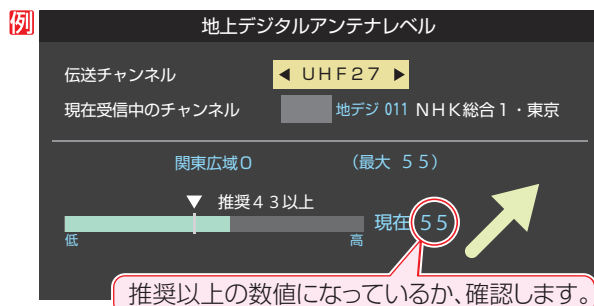 例
地上デジタルアンテナレベル
伝送チャンネル ◀ UHF27 ▶
現在受信中のチャンネル 地デジ 011 NHK総合1・東京
関東広域0 (最大 55)
▼ 推奨43以上
低 高 現在 55
推奨以上の数値になっているか、確認します。